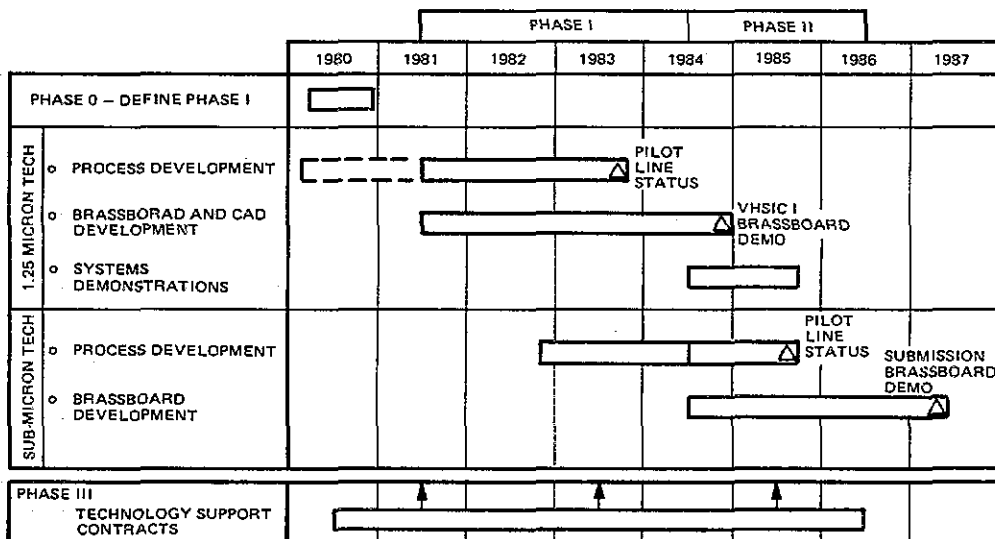 PHASE I PHASE II
1980 1981 1982 1983 1984 1985 1986 1987
PHASE 0 – DEFINE PHASE I
1.25 MICRON TECH
o PROCESS DEVELOPMENT
PILOT
LINE
STATUS
o BRASSBORAD AND CAD
DEVELOPMENT
VHSIC I
BRASSBOARD
DEMO
o SYSTEMS
DEMONSTRATIONS
SUB-MICRON TECH
o PROCESS DEVELOPMENT
PILOT
LINE
STATUS
o BRASSBOARD
DEVELOPMENT
SUBMISSION
BRASSBOARD
DEMO
PHASE III
TECHNOLOGY SUPPORT
CONTRACTS